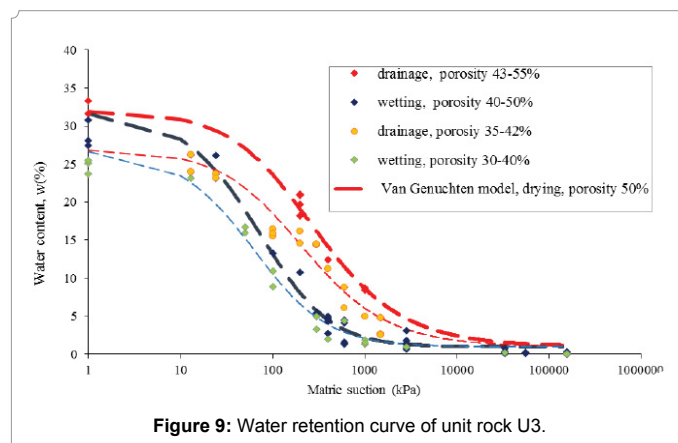 40
35
30
25
20
15
10
5
0
Water content, w(%)
drainage, porosity 43-55%
wetting, porosity 40-50%
drainage, porosiy 35-42%
wetting, porosity 30-40%
Van Genuchten model, drying, porosity 50%
1 10 100 1000 10000 100000 1000000
Matric suction (kPa)
Figure 9: Water retention curve of unit rock U3.